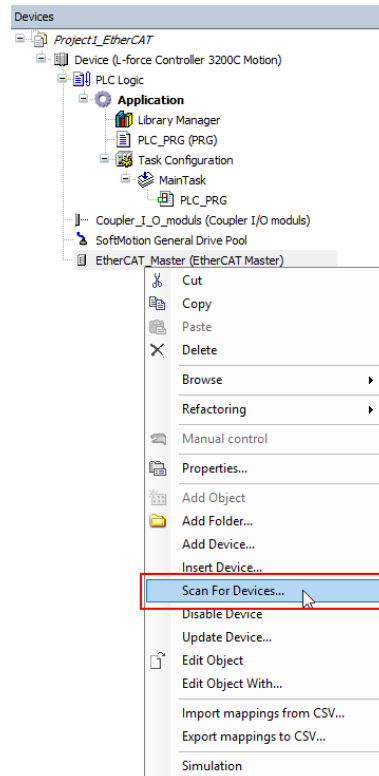 Devices
Project1_EtherCAT
Device (L-force Controller 3200C Motion)
PLC Logic
Application
Library Manager
PLC_PRG (PRG)
Task Configuration
MainTask
PLC_PRG
Coupler_I_O_moduls (Coupler I/O moduls)
SoftMotion General Drive Pool
EtherCAT_Master (EtherCAT Master)
Cut
Copy
Paste
Delete
Browse
Refactoring
Manual control
Properties...
Add Object
Add Folder...
Add Device...
Insert Device...
Scan For Devices...
Disable Device
Update Device...
Edit Object
Edit Object With...
Import mappings from CSV...
Export mappings to CSV...
Simulation